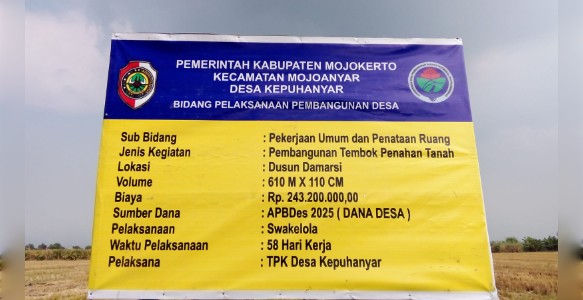 PEMERINTAH KABUPATEN MOJOKERTO
KECAMATAN MOJOANYAR
DESA KEPUHANYAR
BIDANG PELAKSANAAN PEMBANGUNAN DESA
Sub Bidang : Pekerjaan Umum dan Penataan Ruang
Jenis Kegiatan : Pembangunan Tembok Penahan Tanah
Lokasi : Dusun Damarsi
Volume : 610 M X 110 CM
Biaya : Rp. 243.200.000,00
Sumber Dana : APBDes 2025 ( DANA DESA )
Pelaksanaan : Swakelola
Waktu Pelaksanaan : 58 Hari Kerja
Pelaksana : TPK Desa Kepuhanyar